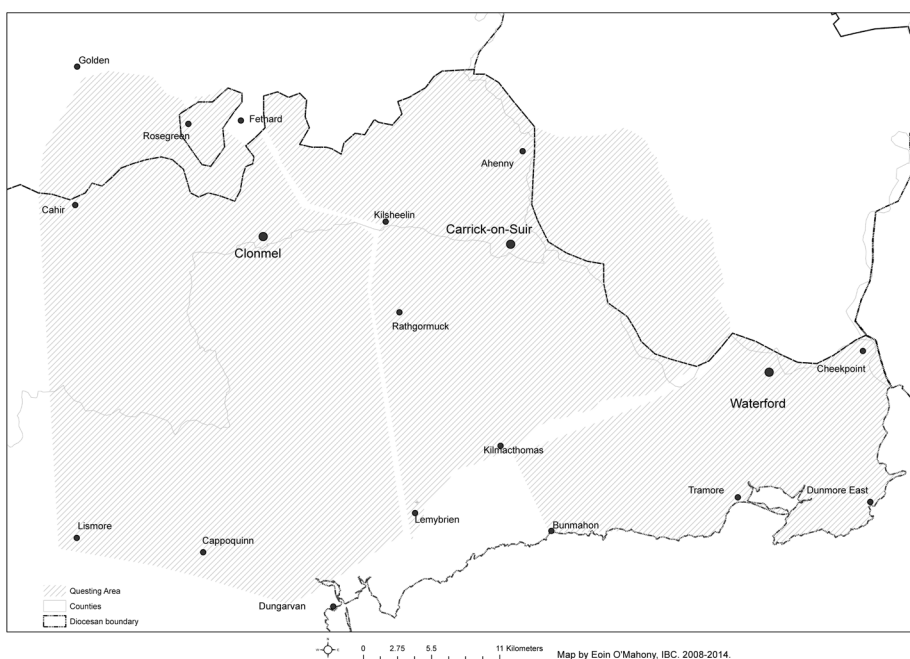 Golden
Fethard
Rosegreen
Ahenny
Cahir
Kilsheelin
Carrick-on-Suir
Clonmel
Rathgormuck
Cheekpoint
Waterford
Kilmacthomas
Tramore
Dunmore East
Lemybrien
Bunmahon
Lismore
Cappoquinn
Dungarvan
Questing Area
Counties
Diocesan boundary
0 2.75 5.5 11 Kilometers
Map by Eoin O'Mahony, IBC, 2008-2014.